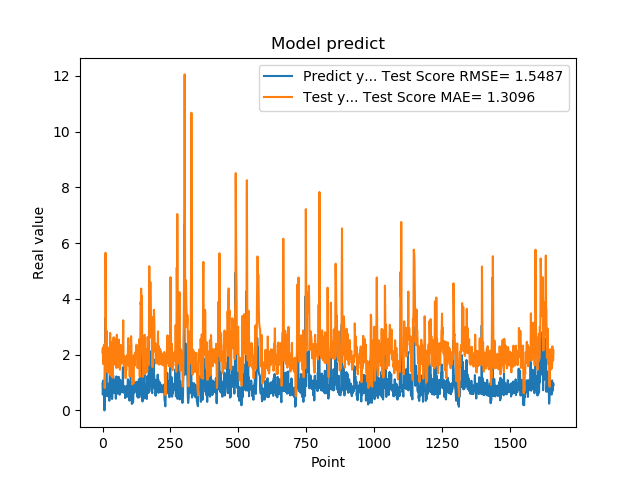 Model predict
Predict y... Test Score RMSE= 1.5487
Test y... Test Score MAE= 1.3096
Real value
12
10
8
6
4
2
0
0 250 500 750 1000 1250 1500
Point